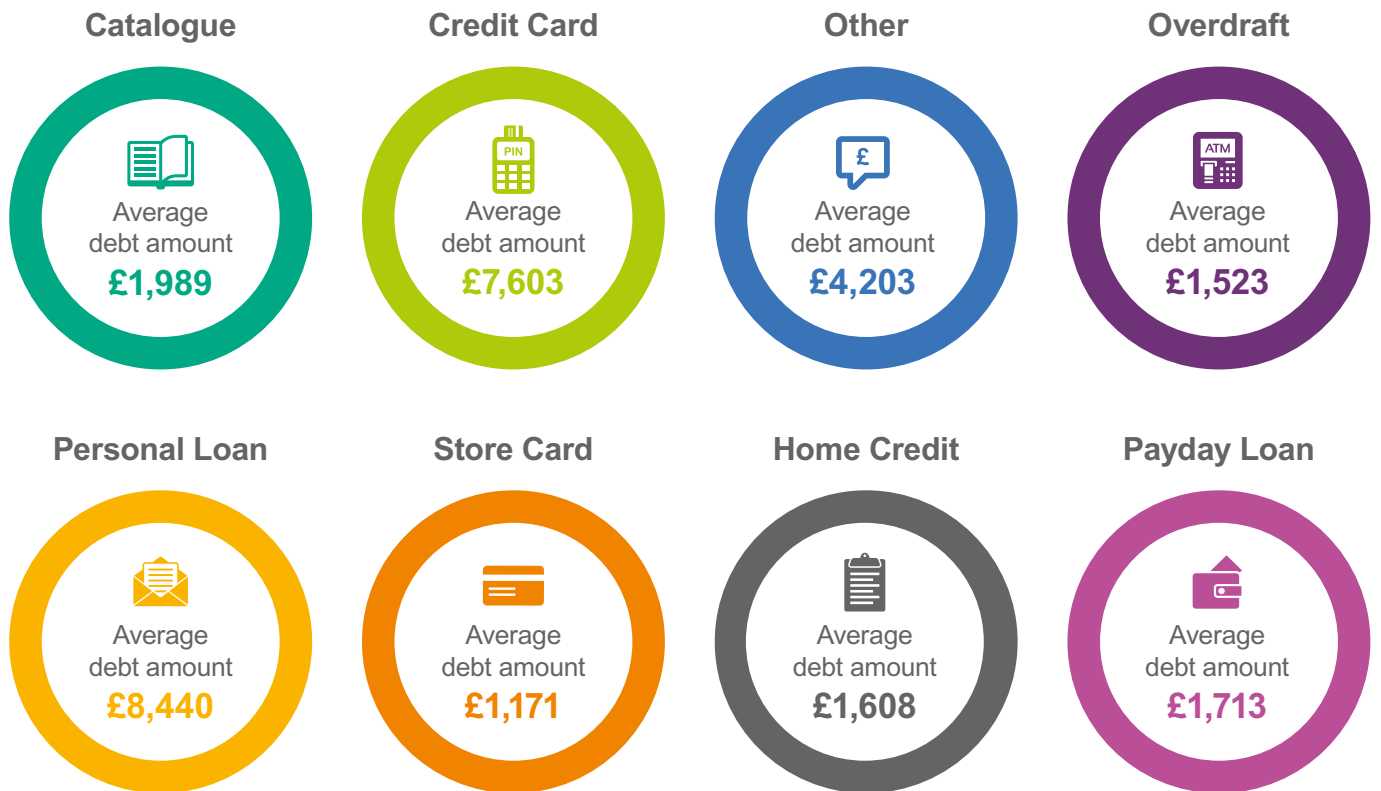 Catalogue
Credit Card
Other
Overdraft
Average
debt amount
£1,989
PIN
Average
debt amount
£7,603
£
Average
debt amount
£4,203
ATM
Average
debt amount
£1,523
Personal Loan
Store Card
Home Credit
Payday Loan
Average
debt amount
£8,440
Average
debt amount
£1,171
Average
debt amount
£1,608
Average
debt amount
£1,713